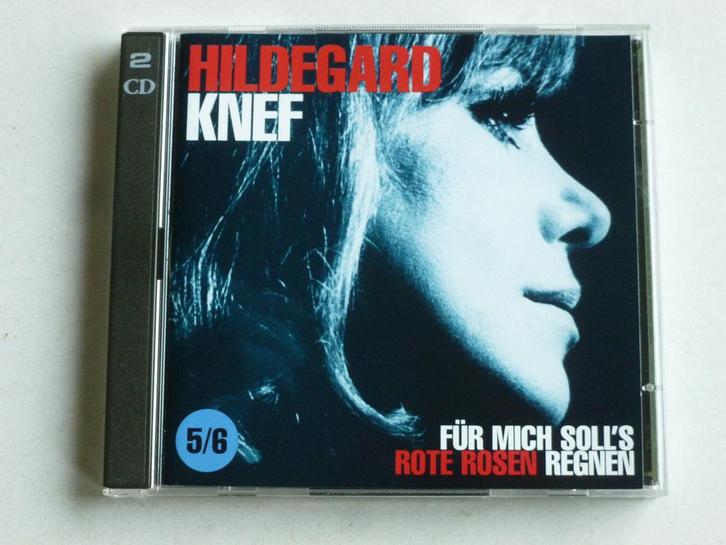 2
CD
HILDEGARD
KNEF
5/6
FÜR MICH SOLL'S
ROTE ROSEN REGNEN